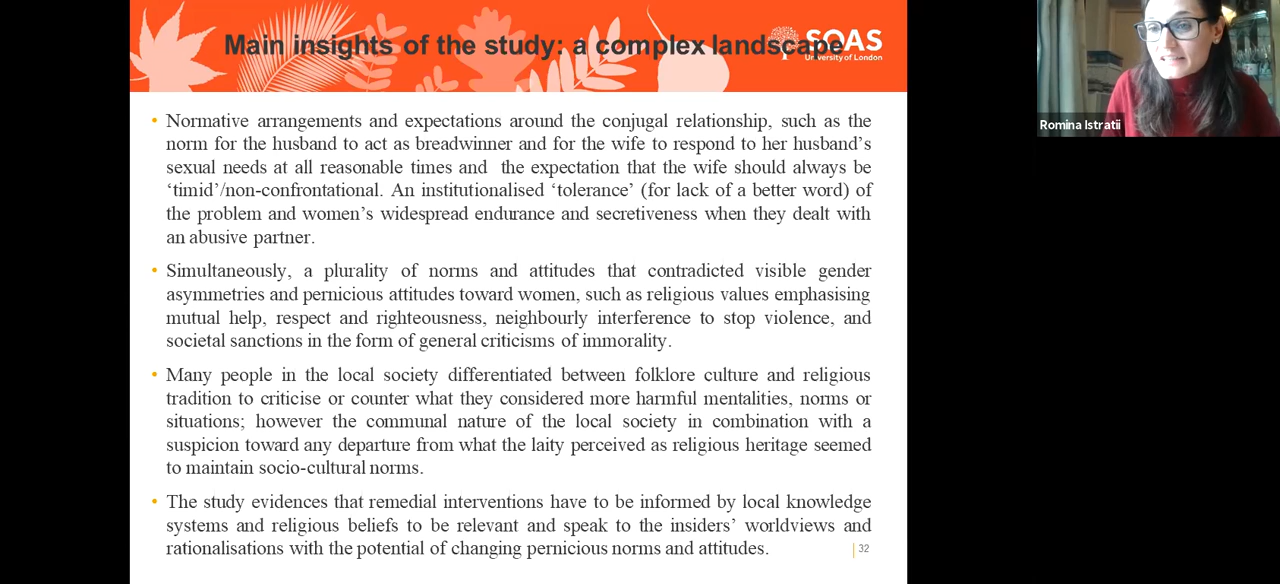 Main insights of the study: a complex landscape
SOAS
University of London
Romina Istratii
• Normative arrangements and expectations around the conjugal relationship, such as the
norm for the husband to act as breadwinner and for the wife to respond to her husband’s
sexual needs at all reasonable times and the expectation that the wife should always be
‘timid’/non-confrontational. An institutionalised ‘tolerance’ (for lack of a better word) of
the problem and women’s widespread endurance and secretiveness when they dealt with
an abusive partner.
• Simultaneously, a plurality of norms and attitudes that contradicted visible gender
asymmetries and pernicious attitudes toward women, such as religious values emphasising
mutual help, respect and righteousness, neighbourly interference to stop violence, and
societal sanctions in the form of general criticisms of immorality.
• Many people in the local society differentiated between folklore culture and religious
tradition to criticise or counter what they considered more harmful mentalities, norms or
situations; however the communal nature of the local society in combination with a
suspicion toward any departure from what the laity perceived as religious heritage seemed
to maintain socio-cultural norms.
• The study evidences that remedial interventions have to be informed by local knowledge
systems and religious beliefs to be relevant and speak to the insiders’ worldviews and
rationalisations with the potential of changing pernicious norms and attitudes.
32